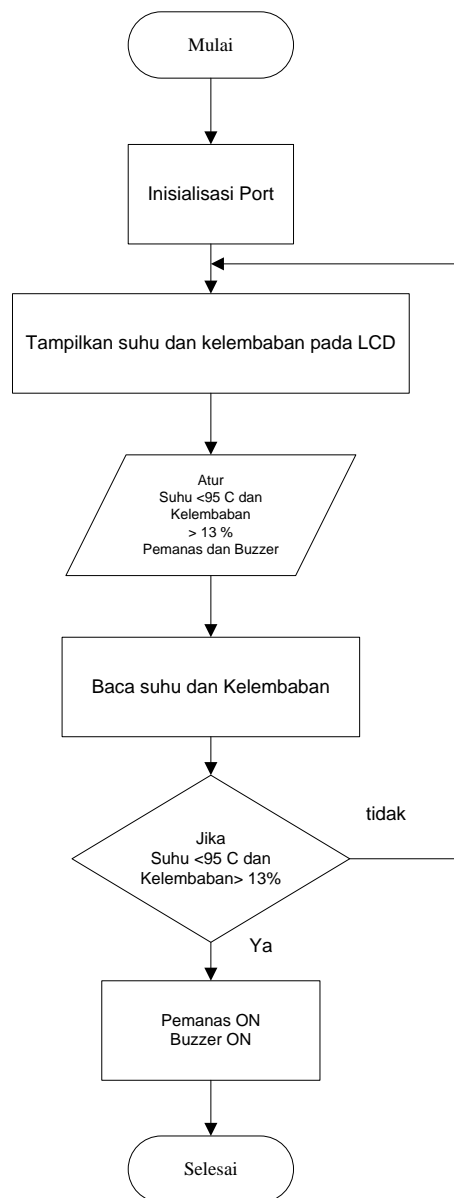 Mulai
Inisialisasi Port
Tampilkan suhu dan kelembaban pada LCD
Atur
Suhu <95 C dan
Kelembaban
> 13 %
Pemanas dan Buzzer
Baca suhu dan Kelembaban
Jika
Suhu <95 C dan
Kelembaban> 13%
tidak
Ya
Pemanas ON
Buzzer ON
Selesai